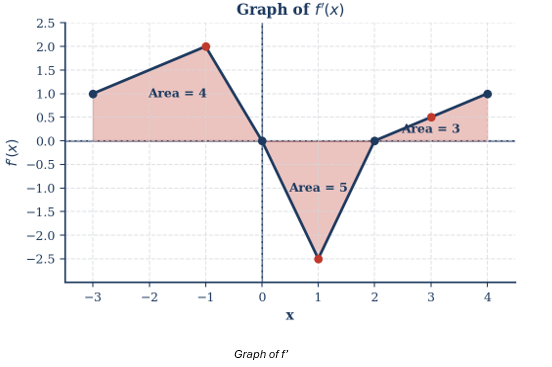 Graph of f′(x)
2.5
2.0
1.5
1.0
0.5
0.0
−0.5
−1.0
−1.5
−2.0
−2.5
f′(x)
Area = 4
Area = 3
Area = 5
−3 −2 −1 0 1 2 3 4
x
Graph of f′